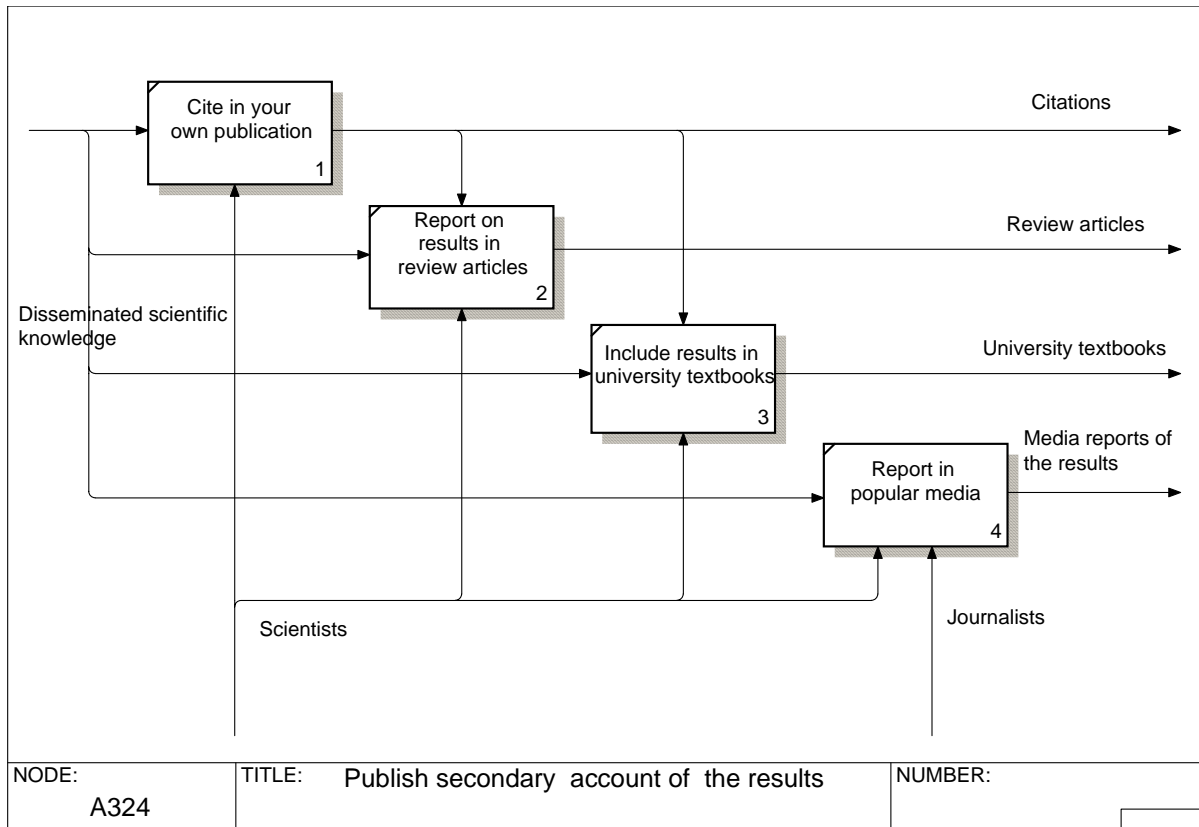 Citations
Cite in your
own publication
1
Review articles
Report on
results in
review articles
2
Disseminated scientific
knowledge
University textbooks
Include results in
university textbooks
3
Media reports of
the results
Report in
popular media
4
Scientists
Journalists
NODE:
A324
TITLE:
Publish secondary account of the results
NUMBER: